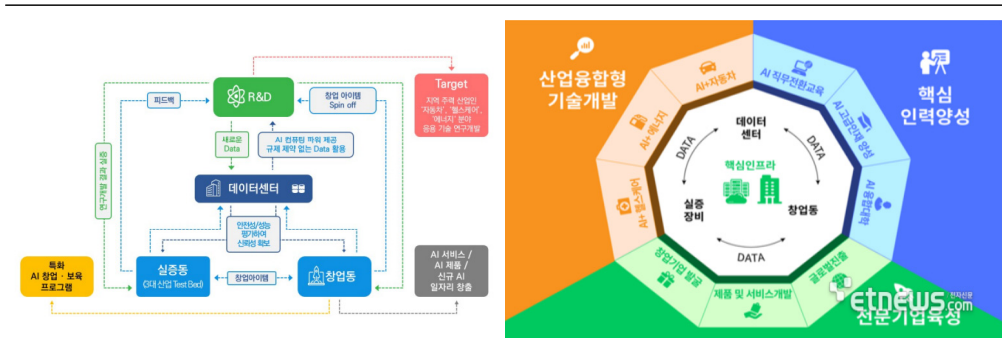 R&D
피드백
창업 아이템
Spin off
Target
지역 주력 산업인
'자동차', '헬스케어',
'에너지' 분야
응용 기술 연구개발
새로운
Data
AI 컴퓨팅 파워 제공
규제 제약 없는 Data 활용
연구개발 결과 실증
데이터센터
안전성/성능
평가하여
신뢰성 확보
특화
AI 창업 · 보육
프로그램
실증동
(3대 산업 Test Bed)
창업아이템
창업동
AI 서비스 /
AI 제품 /
신규 AI
일자리 창출
산업융합형
기술개발
핵심
인력양성
전문기업육성
AI+자동차
AI+에너지
AI+헬스케어
AI 직무전환교육
AI 고급인재 양성
AI 융합대학
창업기업 발굴
제품 및 서비스개발
글로벌진출
데이터
센터
DATA
DATA
핵심인프라
실증
장비
창업동
DATA
전자신문
etnews.com